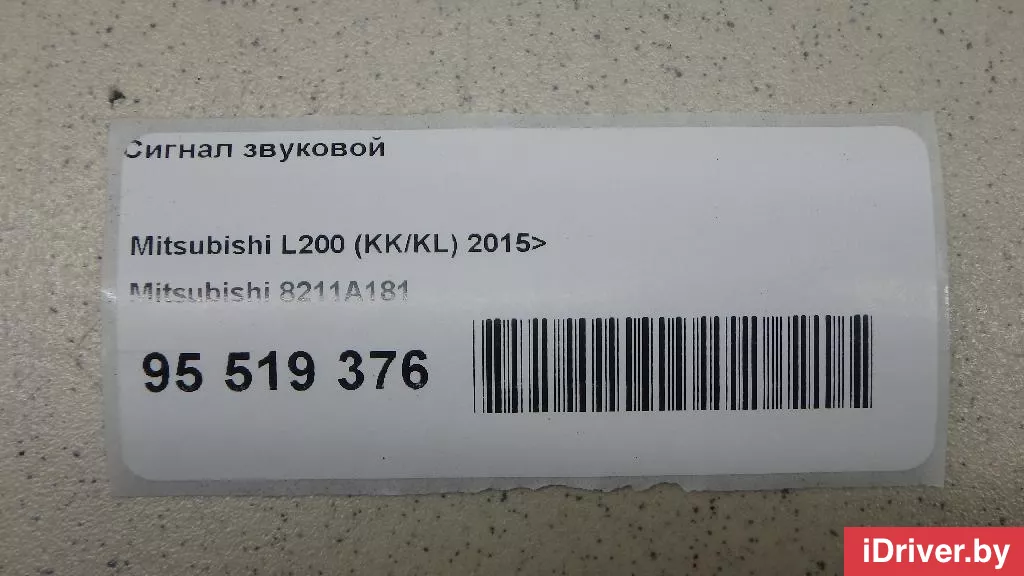 Сигнал звуковой
Mitsubishi L200 (KK/KL) 2015>
Mitsubishi 8211A181
95 519 376
iDriver.by